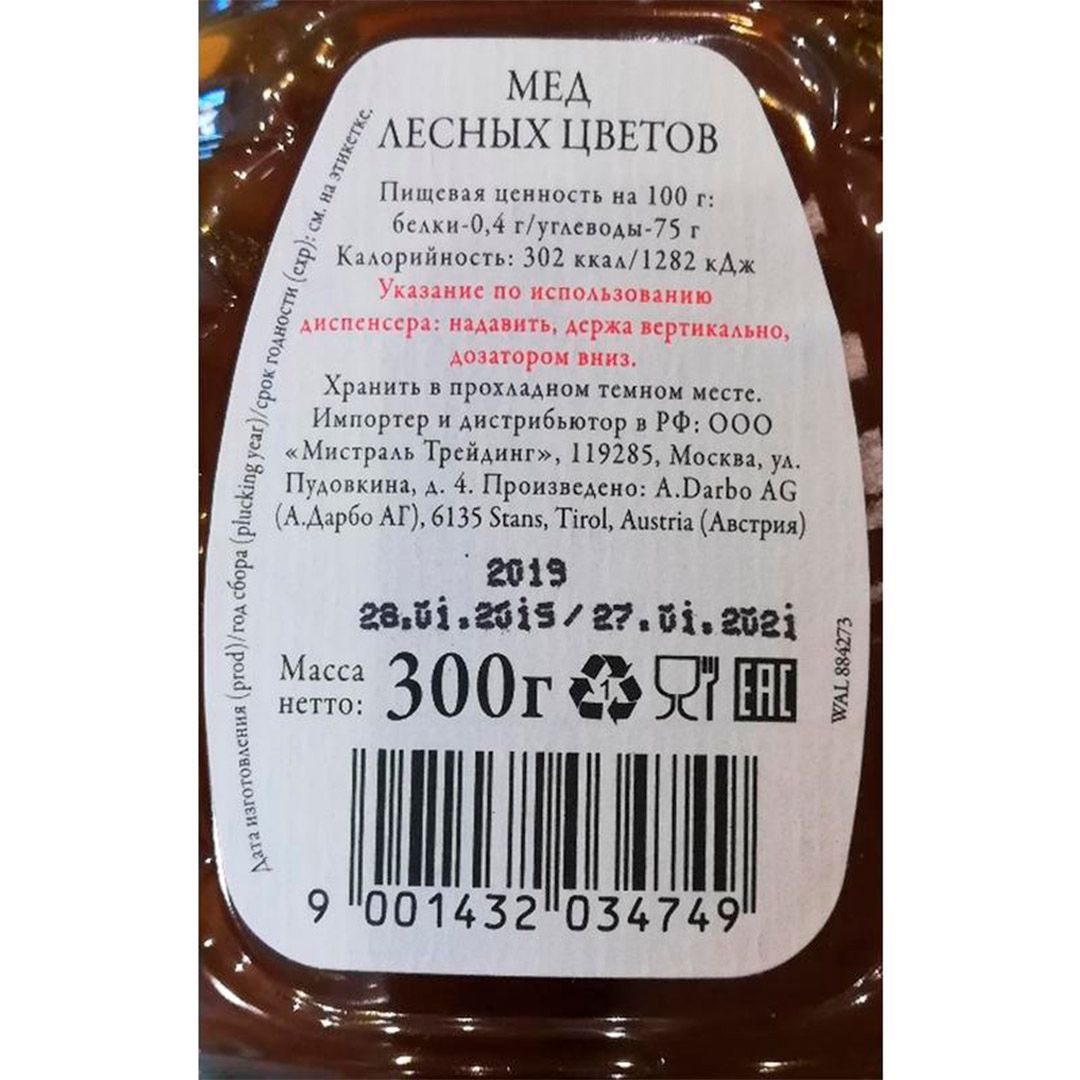 МЕД
ЛЕСНЫХ ЦВЕТОВ
Пищевая ценность на 100 г:
белки-0,4 г/углеводы-75 г
Калорийность: 302 ккал/1282 кДж
Указание по использованию
диспенсера: надавить, держа вертикально,
дозатором вниз.
Хранить в прохладном темном месте.
Импортер и дистрибьютор в РФ: ООО
«Мистраль Трейдинг», 119285, Москва, ул.
Пудовкина, д. 4. Произведено: A.Darbo AG
(А.Дарбо АГ), 6135 Stans, Tirol, Austria (Австрия)
2019
28.01.2019/27.01.2021
Масса
нетто: 300г 1 EAC
9 001432 034749
Дата изготовления (prod)/год сбора (plucking year)/срок годности (exp): см. на этикетке.
WAL 884273